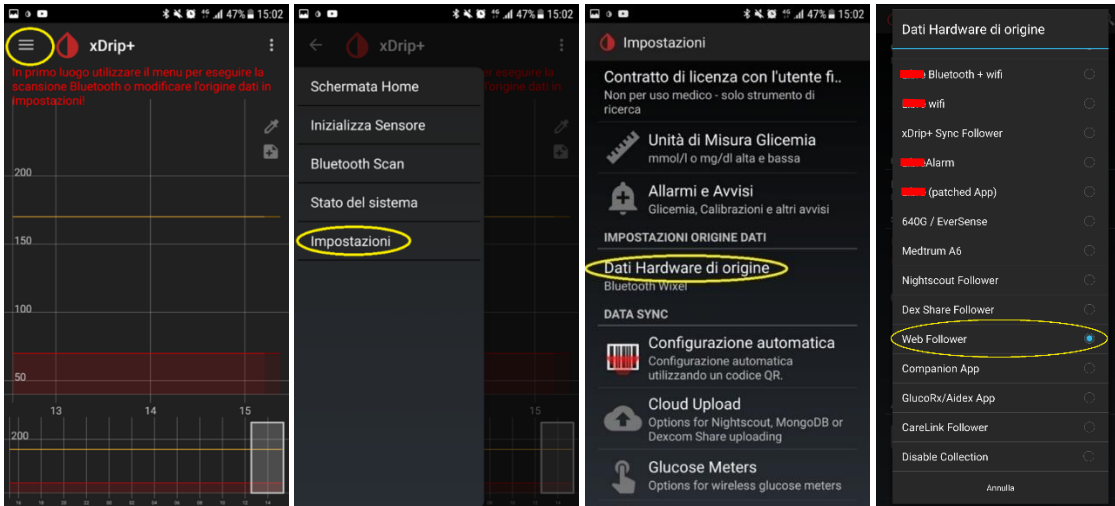 47% 15:02
xDrip+
In primo luogo utilizzare il menu per eseguire la
scansione Bluetooth o modificare l'origine dati in
impostazioni!
200
150
100
50
13 14 15
200
47% 15:02
xDrip+
er eseguire la
l'origine dati in
Schermata Home
Inizializza Sensore
Bluetooth Scan
Stato del sistema
Impostazioni
15
47% 15:02
Impostazioni
Contratto di licenza con l'utente fi..
Non per uso medico - solo strumento di
ricerca
Unità di Misura Glicemia
mmol/l o mg/dl alta e bassa
Allarmi e Avvisi
Glicemia, Calibrazioni e altri avvisi
IMPOSTAZIONI ORIGINE DATI
Dati Hardware di origine
Bluetooth Wixel
DATA SYNC
Configurazione automatica
Configurazione automatica
utilizzando un codice QR.
Cloud Upload
Options for Nightscout, MongoDB or
Dexcom Share uploading
Glucose Meters
Options for wireless glucose meters
Dati Hardware di origine
Bluetooth + wifi
wifi
xDrip+ Sync Follower
Alarm
(patched App)
640G / EverSense
Medtrum A6
Nightscout Follower
Dex Share Follower
Web Follower
Companion App
GlucoRx/Aidex App
CareLink Follower
Disable Collection
Annulla